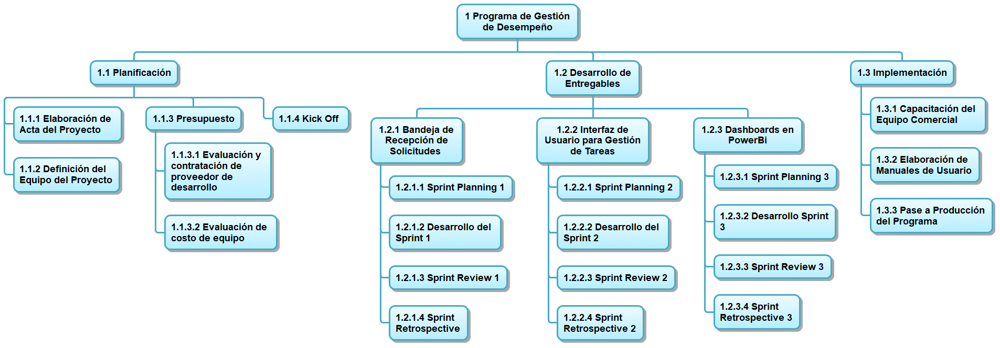 1 Programa de Gestión
de Desempeño
1.1 Planificación
1.1.1 Elaboración de
Acta del Proyecto
1.1.2 Definición del
Equipo del Proyecto
1.1.3 Presupuesto
1.1.3.1 Evaluación y
contratación de
proveedor de
desarrollo
1.1.3.2 Evaluación de
costo de equipo
1.1.4 Kick Off
1.2 Desarrollo de
Entregables
1.2.1 Bandeja de
Recepción de
Solicitudes
1.2.1.1 Sprint Planning 1
1.2.1.2 Desarrollo del
Sprint 1
1.2.1.3 Sprint Review 1
1.2.1.4 Sprint
Retrospective
1.2.2 Interfaz de
Usuario para Gestión
de Tareas
1.2.2.1 Sprint Planning 2
1.2.2.2 Desarrollo del
Sprint 2
1.2.2.3 Sprint Review 2
1.2.2.4 Sprint
Retrospective 2
1.2.3 Dashboards en
PowerBi
1.2.3.1 Sprint Planning 3
1.2.3.2 Desarrollo Sprint
3
1.2.3.3 Sprint Review 3
1.2.3.4 Sprint
Retrospective 3
1.3 Implementación
1.3.1 Capacitación del
Equipo Comercial
1.3.2 Elaboración de
Manuales de Usuario
1.3.3 Pase a Producción
del Programa